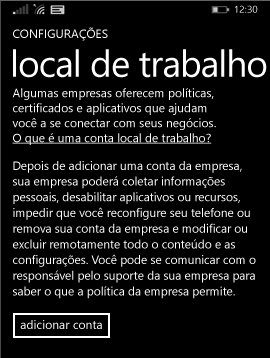 12:30
CONFIGURAÇÕES
local de trabalho
Algumas empresas oferecem políticas,
certificados e aplicativos que ajudam
você a se conectar com seus negócios.
O que é uma conta local de trabalho?
Depois de adicionar uma conta da empresa,
sua empresa poderá coletar informações
pessoais, desabilitar aplicativos ou recursos,
impedir que você reconfigure seu telefone ou
remova sua conta da empresa e modificar ou
excluir remotamente todo o conteúdo e as
configurações. Você pode se comunicar com o
responsável pelo suporte da sua empresa para
saber o que a política da empresa permite.
adicionar conta